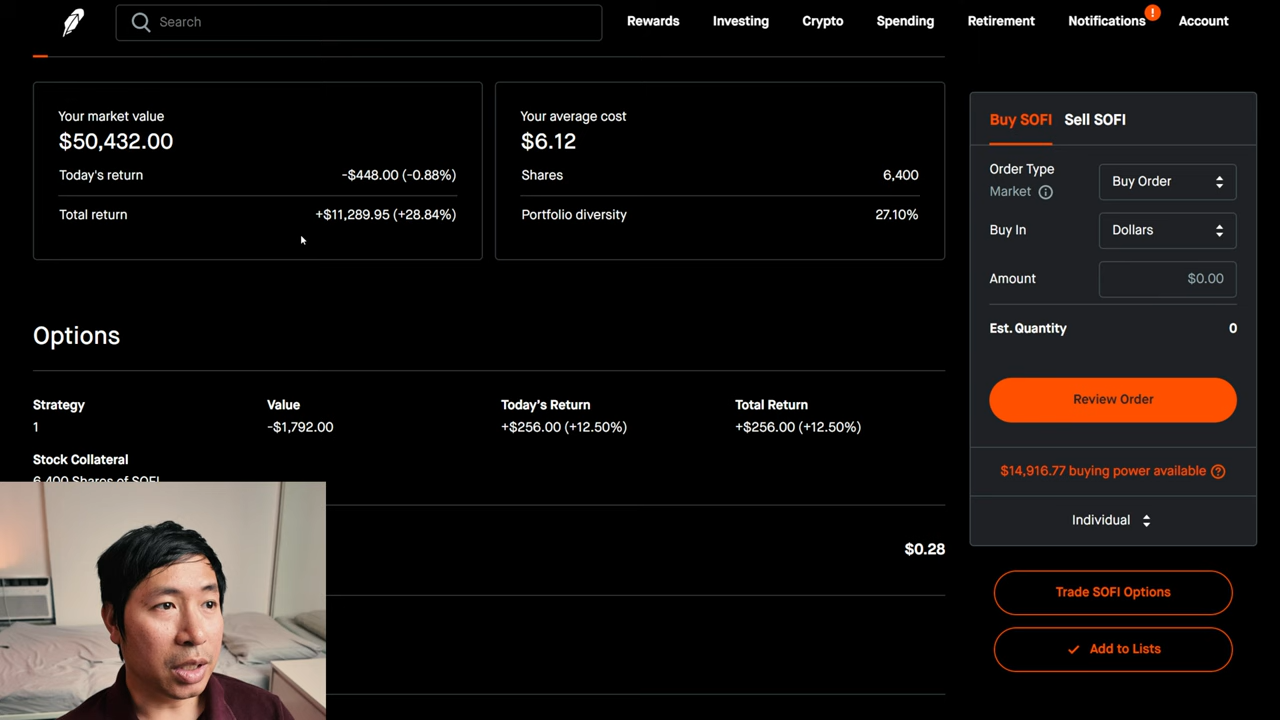 Search
Rewards
Investing
Crypto
Spending
Retirement
Notifications
!
Account
Your market value
$50,432.00
Today's return
-$448.00 (-0.88%)
Total return
+$11,289.95 (+28.84%)
Your average cost
$6.12
Shares
6,400
Portfolio diversity
27.10%
Buy SOFI
Sell SOFI
Order Type
Market
Buy Order
Buy In
Dollars
Amount
$0.00
Est. Quantity
0
Review Order
$14,916.77 buying power available
Individual
Trade SOFI Options
Add to Lists
Options
Strategy
Value
Today's Return
Total Return
1
-$1,792.00
+$256.00 (+12.50%)
+$256.00 (+12.50%)
Stock Collateral
6,400 Shares of SOFI
$0.28